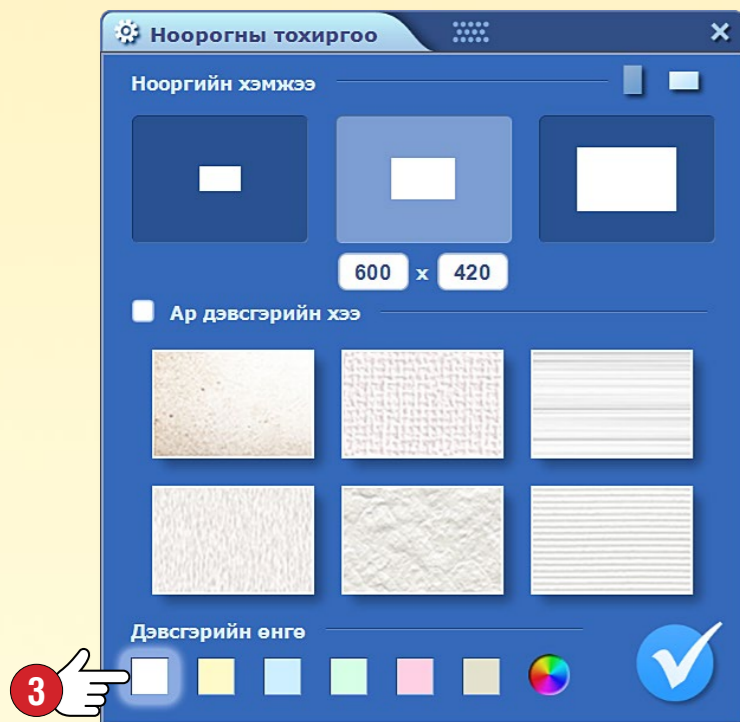 Ноорогны тохиргоо
Нооргийн хэмжээ
600 x 420
Ар дэвсгэрийн хээ
Дэвсгэрийн өнгө
3